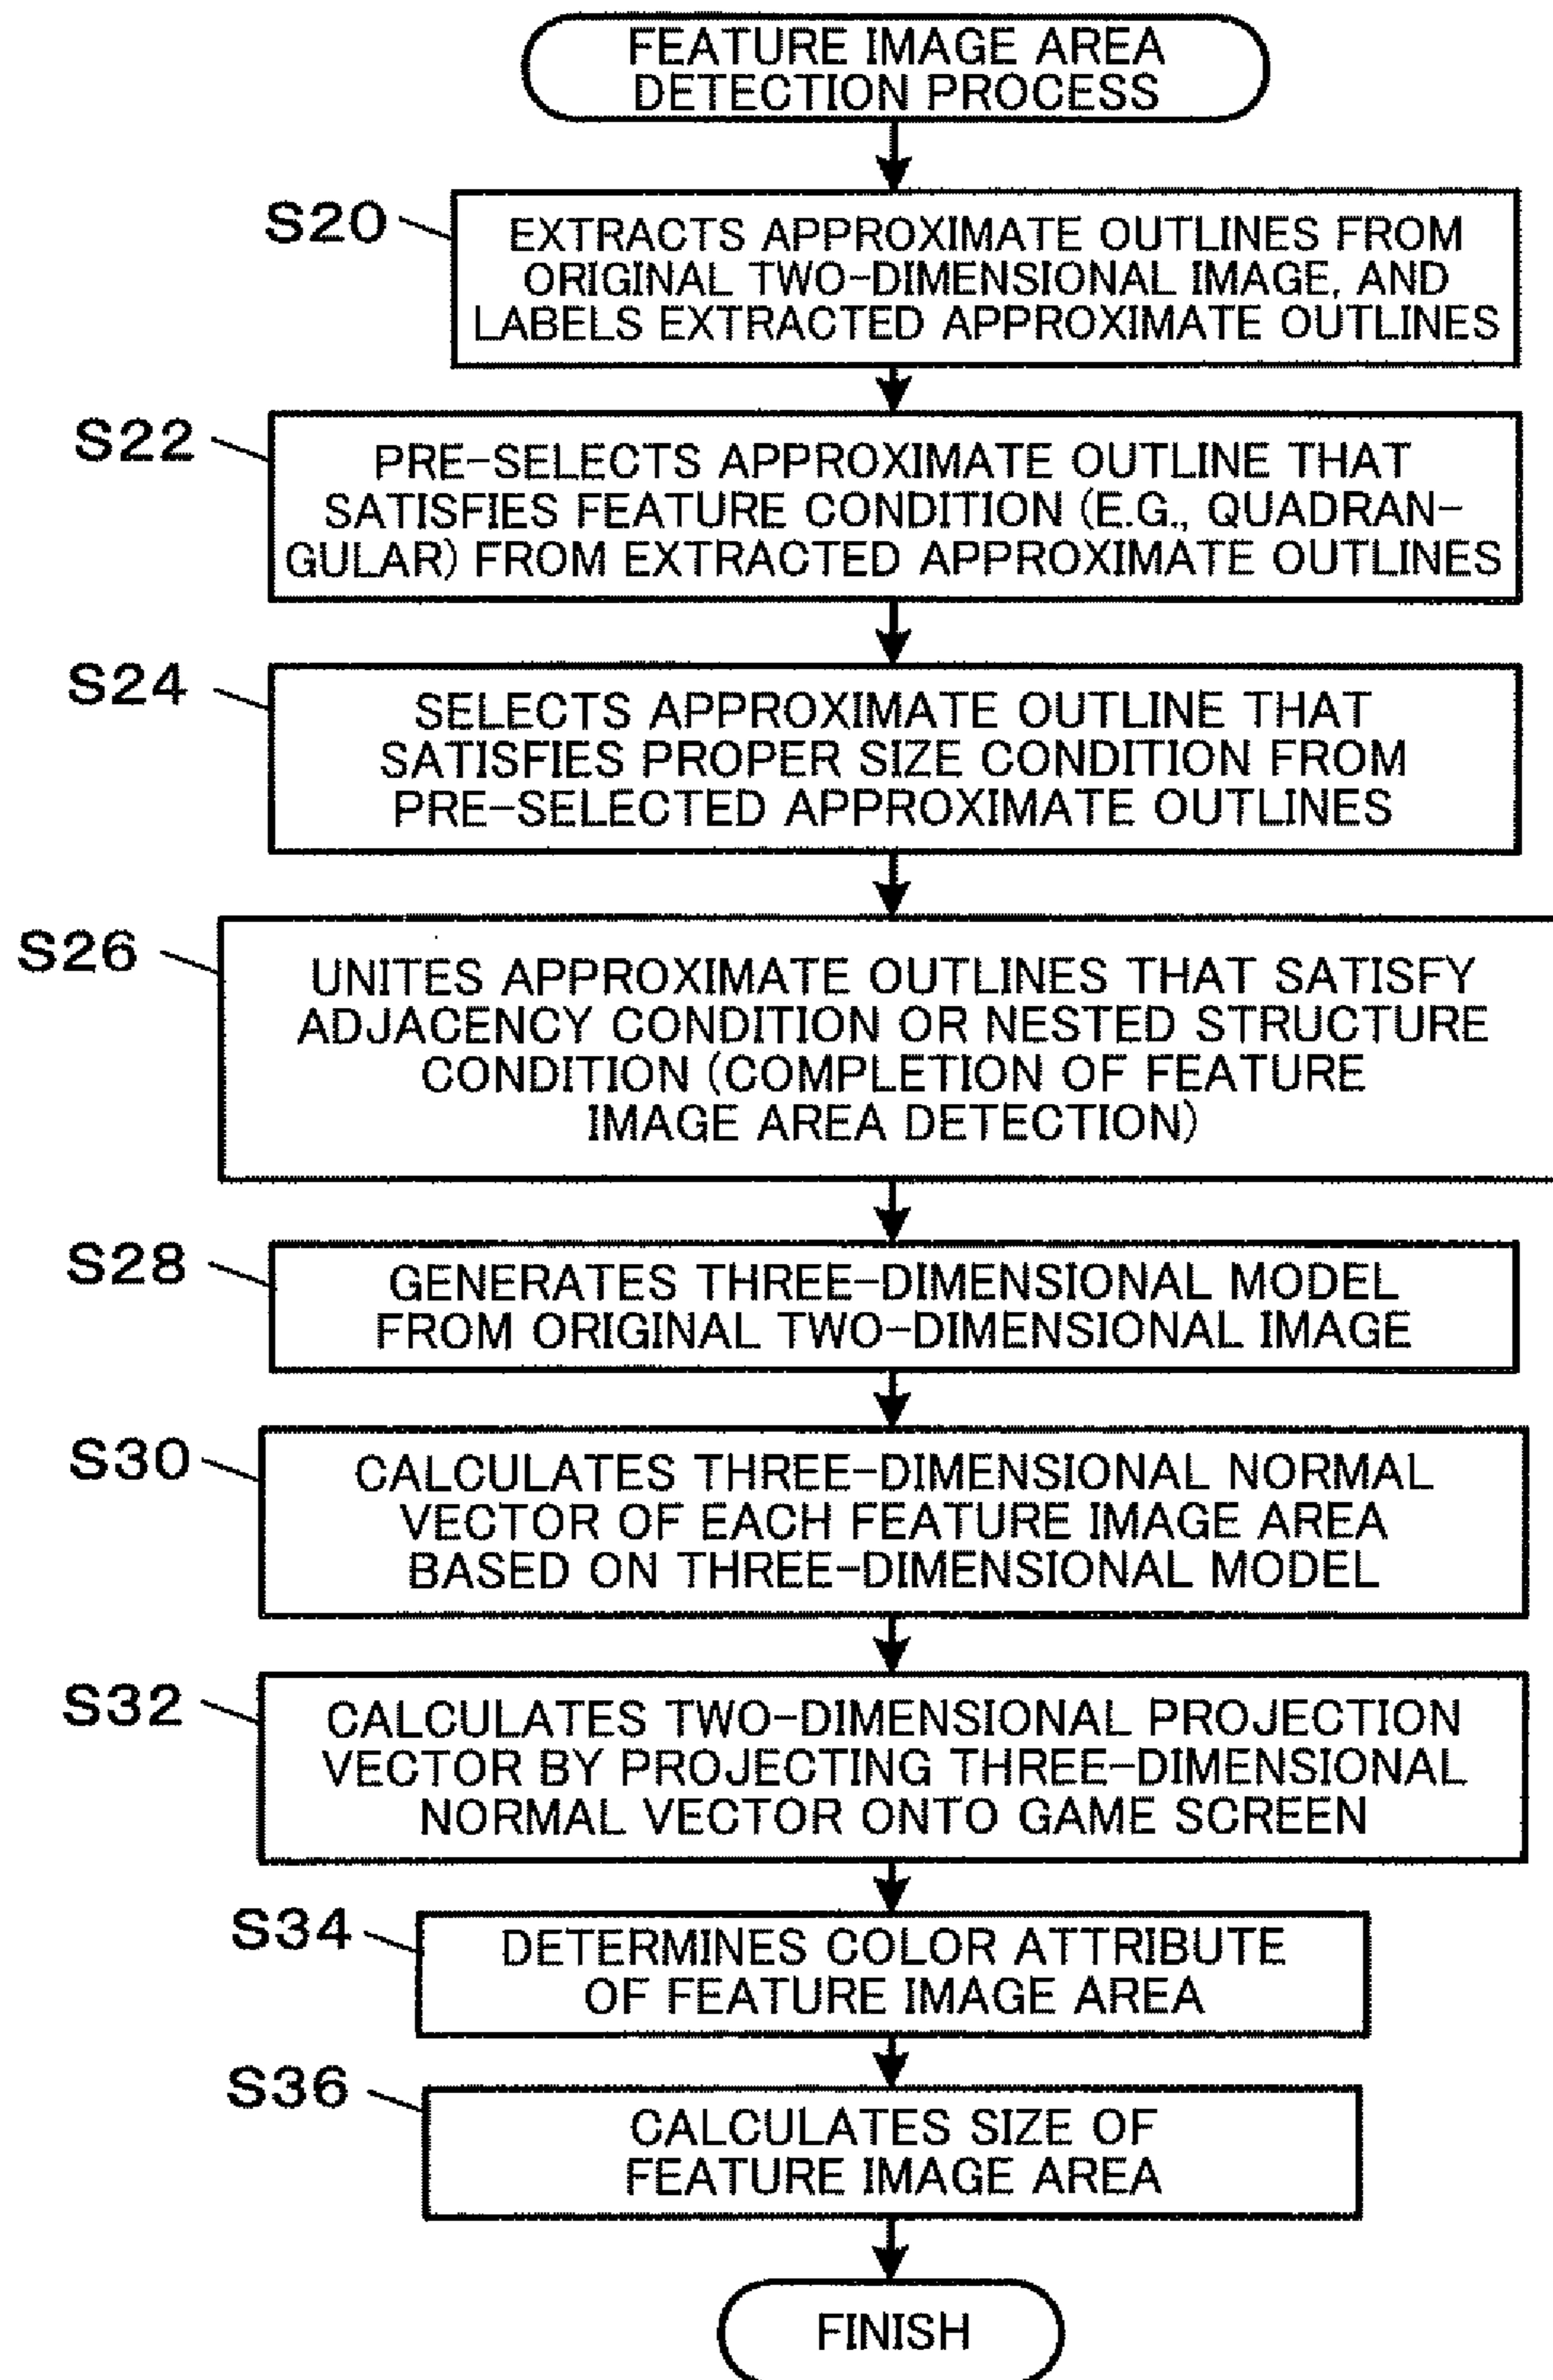 FEATURE IMAGE AREA
DETECTION PROCESS
S20
EXTRACTS APPROXIMATE OUTLINES FROM
ORIGINAL TWO-DIMENSIONAL IMAGE, AND
LABELS EXTRACTED APPROXIMATE OUTLINES
S22
PRE-SELECTS APPROXIMATE OUTLINE THAT
SATISFIES FEATURE CONDITION (E.G., QUADRAN-
GULAR) FROM EXTRACTED APPROXIMATE OUTLINES
S24
SELECTS APPROXIMATE OUTLINE THAT
SATISFIES PROPER SIZE CONDITION FROM
PRE-SELECTED APPROXIMATE OUTLINES
S26
UNITES APPROXIMATE OUTLINES THAT SATISFY
ADJACENCY CONDITION OR NESTED STRUCTURE
CONDITION (COMPLETION OF FEATURE
IMAGE AREA DETECTION)
S28
GENERATES THREE-DIMENSIONAL MODEL
FROM ORIGINAL TWO-DIMENSIONAL IMAGE
S30
CALCULATES THREE-DIMENSIONAL NORMAL
VECTOR OF EACH FEATURE IMAGE AREA
BASED ON THREE-DIMENSIONAL MODEL
S32
CALCULATES TWO-DIMENSIONAL PROJECTION
VECTOR BY PROJECTING THREE-DIMENSIONAL
NORMAL VECTOR ONTO GAME SCREEN
S34
DETERMINES COLOR ATTRIBUTE
OF FEATURE IMAGE AREA
S36
CALCULATES SIZE OF
FEATURE IMAGE AREA
FINISH